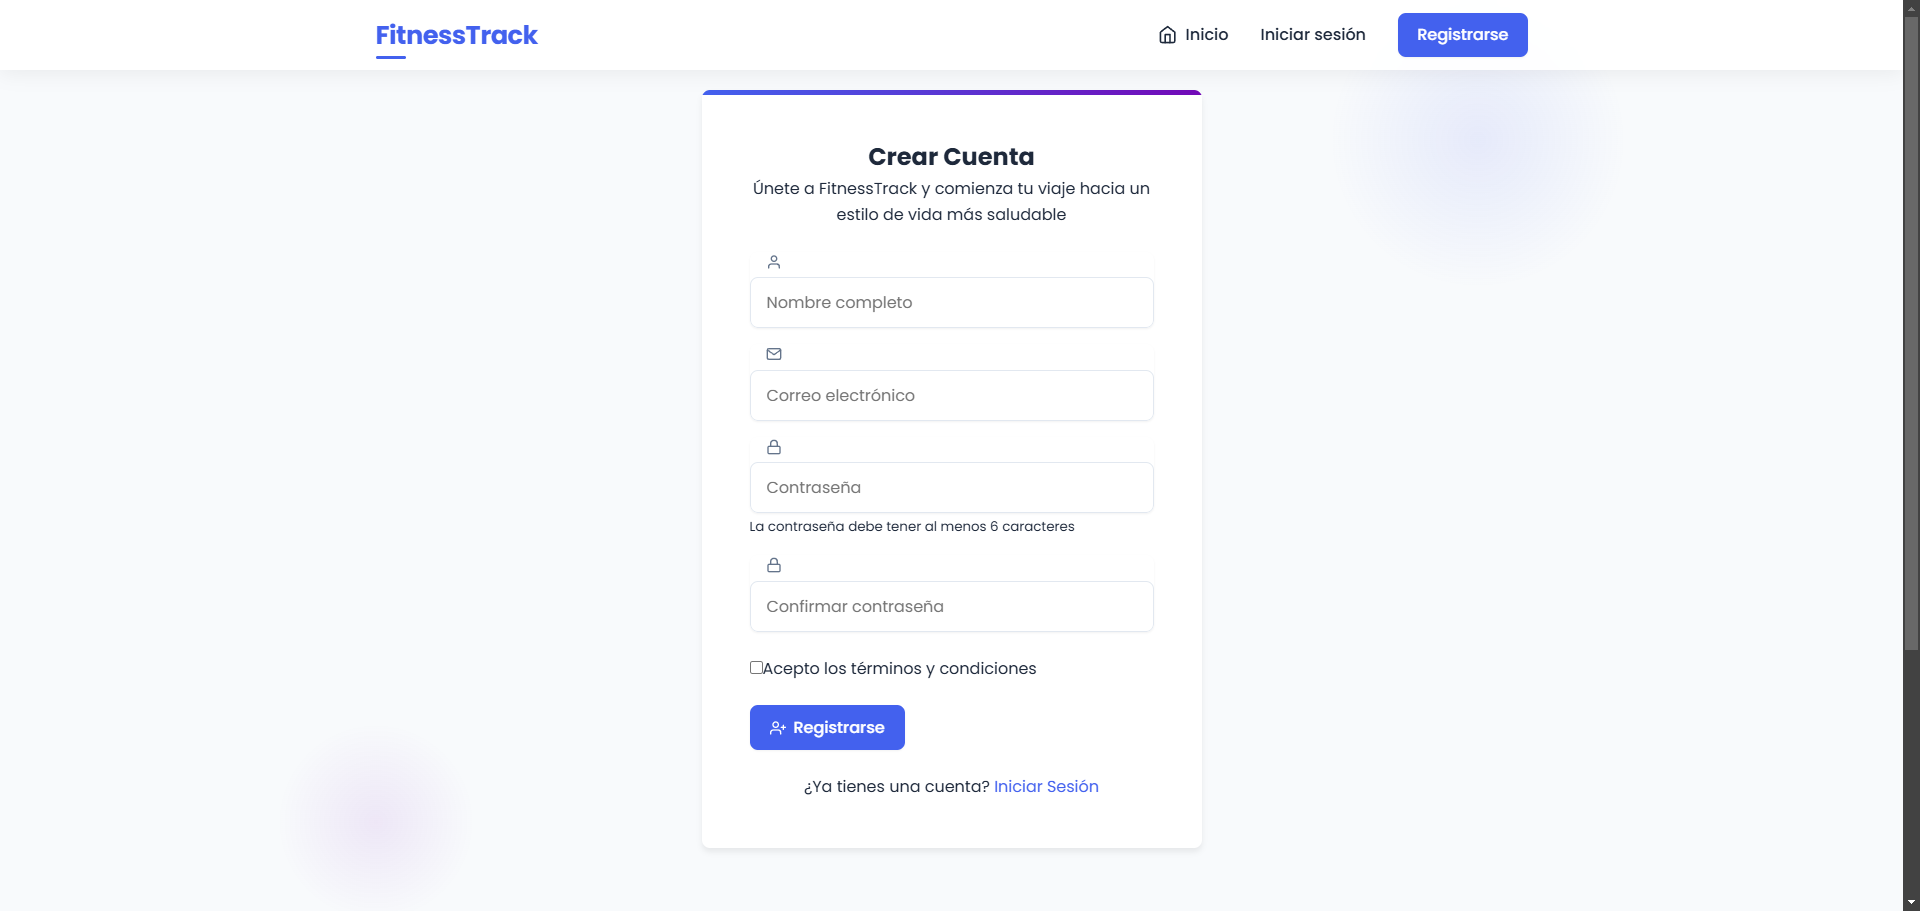 FitnessTrack
Inicio
Iniciar sesión
Registrarse
Crear Cuenta
Únete a FitnessTrack y comienza tu viaje hacia un
estilo de vida más saludable
Nombre completo
Correo electrónico
Contraseña
La contraseña debe tener al menos 6 caracteres
Confirmar contraseña
Acepto los términos y condiciones
Registrarse
¿Ya tienes una cuenta? Iniciar Sesión